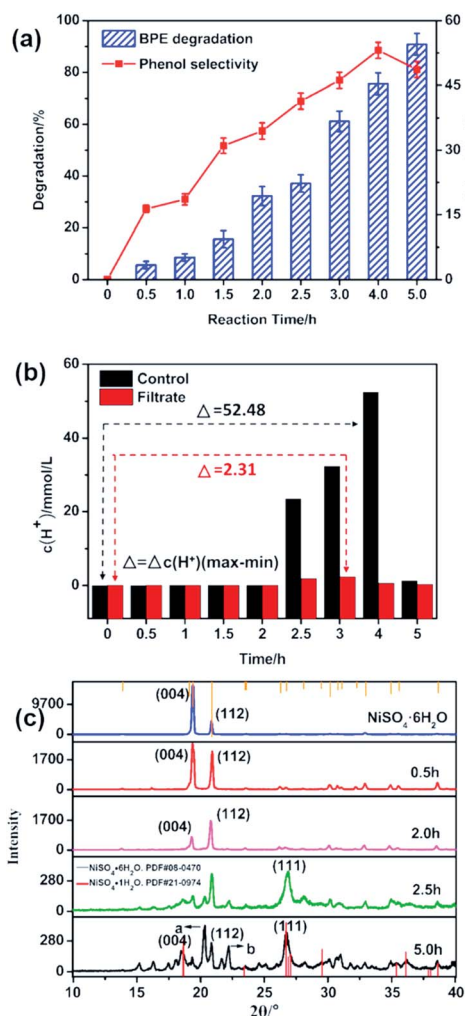 (a)
BPE degradation
Phenol selectivity
Degradation/%
100
80
60
40
20
0
60
45
30
15
0
0 0.5 1.0 1.5 2.0 2.5 3.0 4.0 5.0
Reaction Time/h
(b)
Control
Filtrate
c(H⁺)/mmol/L
60
40
20
0
△=52.48
△=2.31
△=△c(H⁺)(max-min)
0 0.5 1 1.5 2 2.5 3 4 5
Time/h
(c)
Intensity
9700
0
(004)
(112)
NiSO₄·6H₂O
1700
0
(004)
(112)
0.5h
1700
0
(004)
(112)
2.0h
280
0
NiSO₄•6H₂O. PDF#08-0470
NiSO₄•1H₂O. PDF#21-0974
(111)
2.5h
280
0
a
(004)
(112)
b
(111)
5.0h
10 15 20 25 30 35 40
2θ/°